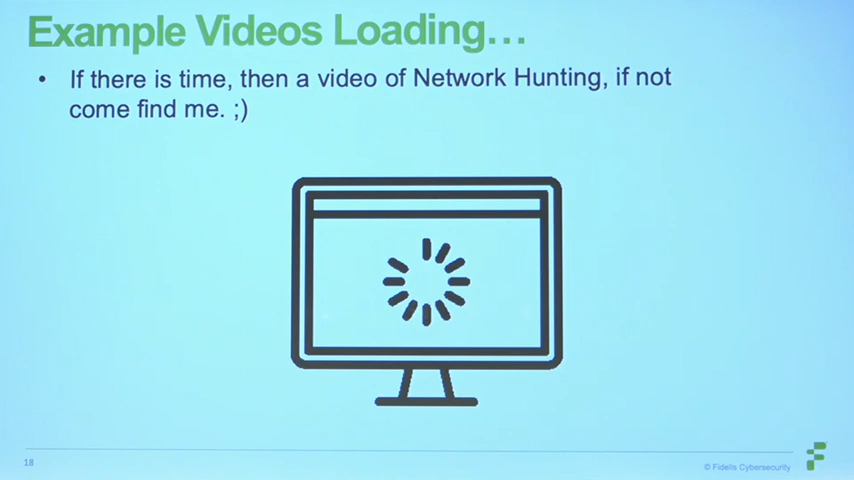 Example Videos Loading...
• If there is time, then a video of Network Hunting, if not
come find me. ;)
18
© Fidelis Cybersecurity